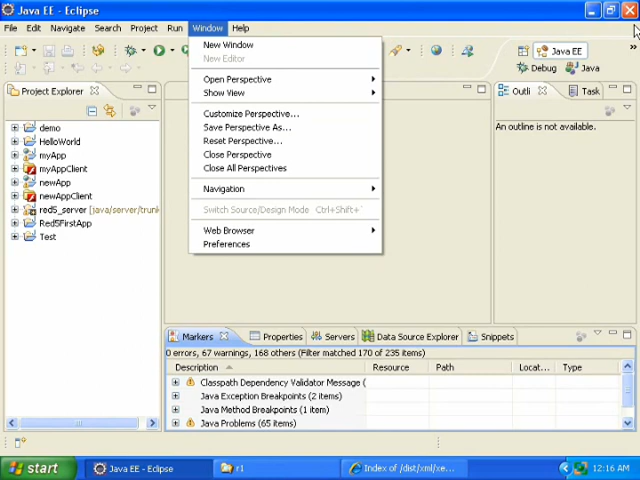 Java EE - Eclipse
File Edit Navigate Search Project Run Window Help
New Window
New Editor
Open Perspective
Show View
Customize Perspective...
Save Perspective As...
Reset Perspective...
Close Perspective
Close All Perspectives
Navigation
Switch Source/Design Mode Ctrl+Shift+`
Web Browser
Preferences
Java EE
Debug
Java
Project Explorer
demo
HelloWorld
myApp
myAppClient
newApp
newAppClient
red5_server [java/server/trunk
Red5FirstApp
Test
Outli
Task
An outline is not available.
Markers Properties Servers Data Source Explorer Snippets
0 errors, 67 warnings, 168 others (Filter matched 170 of 235 items)
Description Resource Path Locat... Type
Classpath Dependency Validator Message (
Java Exception Breakpoints (2 items)
Java Method Breakpoints (1 item)
Java Problems (65 items)
start
Java EE - Eclipse
r1
Index of /dist/xml/xe...
12:16 AM